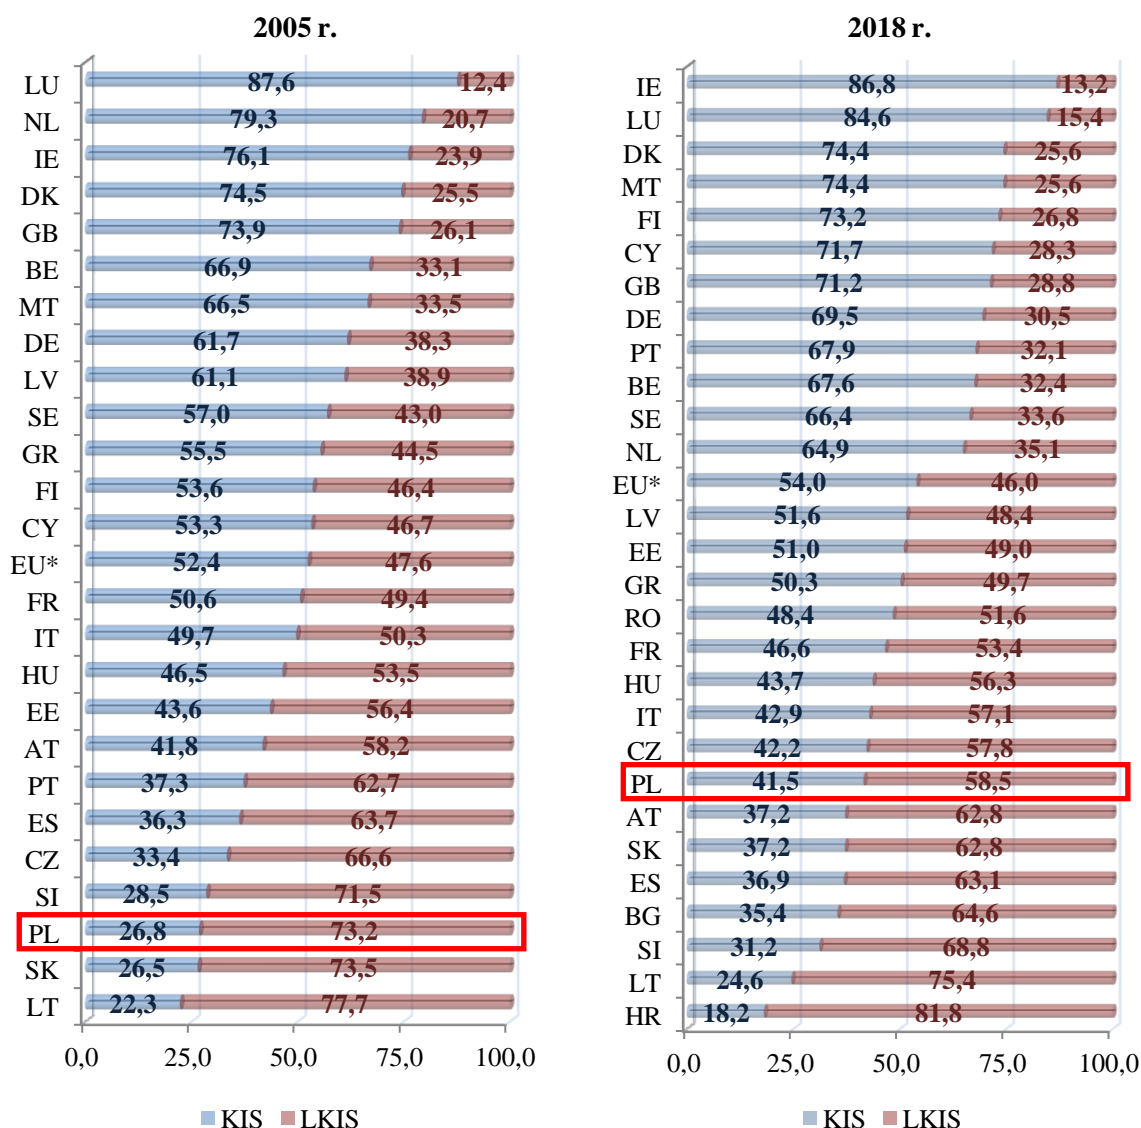 2005 r.
LU 87,6 12,4
NL 79,3 20,7
IE 76,1 23,9
DK 74,5 25,5
GB 73,9 26,1
BE 66,9 33,1
MT 66,5 33,5
DE 61,7 38,3
LV 61,1 38,9
SE 57,0 43,0
GR 55,5 44,5
FI 53,6 46,4
CY 53,3 46,7
EU* 52,4 47,6
FR 50,6 49,4
IT 49,7 50,3
HU 46,5 53,5
EE 43,6 56,4
AT 41,8 58,2
PT 37,3 62,7
ES 36,3 63,7
CZ 33,4 66,6
SI 28,5 71,5
PL 26,8 73,2
SK 26,5 73,5
LT 22,3 77,7
0,0 25,0 50,0 75,0 100,0
KIS LKIS
2018 r.
IE 86,8 13,2
LU 84,6 15,4
DK 74,4 25,6
MT 74,4 25,6
FI 73,2 26,8
CY 71,7 28,3
GB 71,2 28,8
DE 69,5 30,5
PT 67,9 32,1
BE 67,6 32,4
SE 66,4 33,6
NL 64,9 35,1
EU* 54,0 46,0
LV 51,6 48,4
EE 51,0 49,0
GR 50,3 49,7
RO 48,4 51,6
FR 46,6 53,4
HU 43,7 56,3
IT 42,9 57,1
CZ 42,2 57,8
PL 41,5 58,5
AT 37,2 62,8
SK 37,2 62,8
ES 36,9 63,1
BG 35,4 64,6
SI 31,2 68,8
LT 24,6 75,4
HR 18,2 81,8
0,0 25,0 50,0 75,0 100,0
KIS LKIS